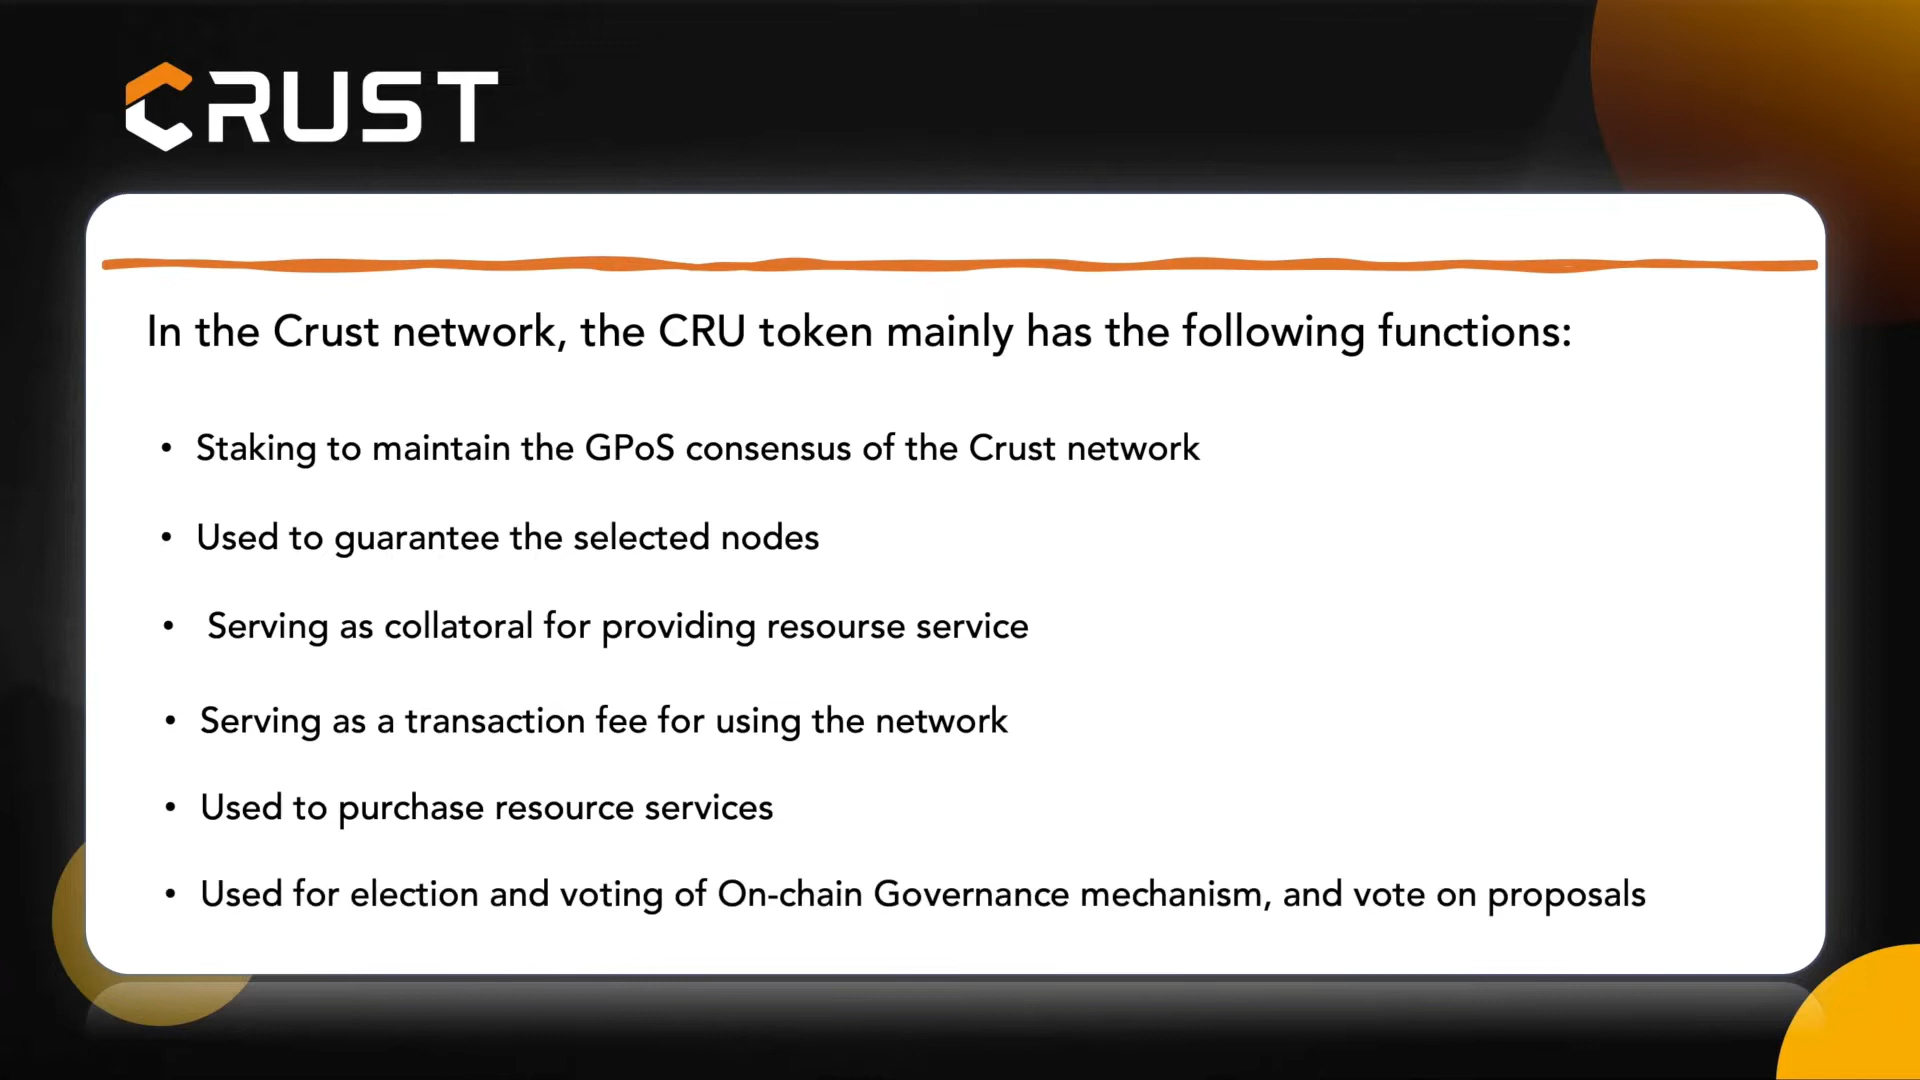 CRUST
In the Crust network, the CRU token mainly has the following functions:
• Staking to maintain the GPoS consensus of the Crust network
• Used to guarantee the selected nodes
• Serving as collatoral for providing resourse service
• Serving as a transaction fee for using the network
• Used to purchase resource services
• Used for election and voting of On-chain Governance mechanism, and vote on proposals